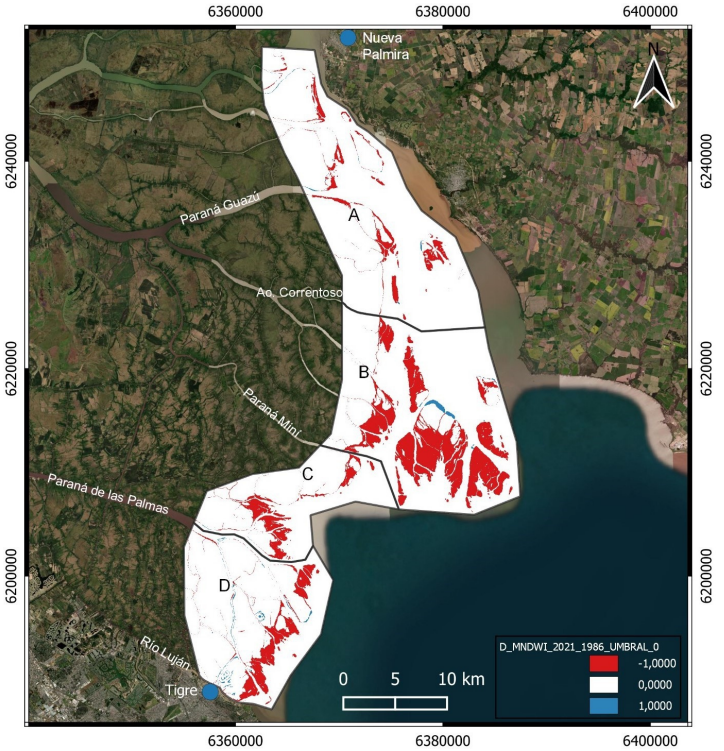 6360000 6380000 6400000
Nueva
Palmira
N
6240000 6240000
Paraná Guazú
A
Ao. Correntoso
6220000 6220000
B
Paraná Miní
C
Paraná de las Palmas
6200000 6200000
D
Río Luján
Tigre
0 5 10 km
D_MNDWI_2021_1986_UMBRAL_0
-1,0000
0,0000
1,0000
6360000 6380000 6400000